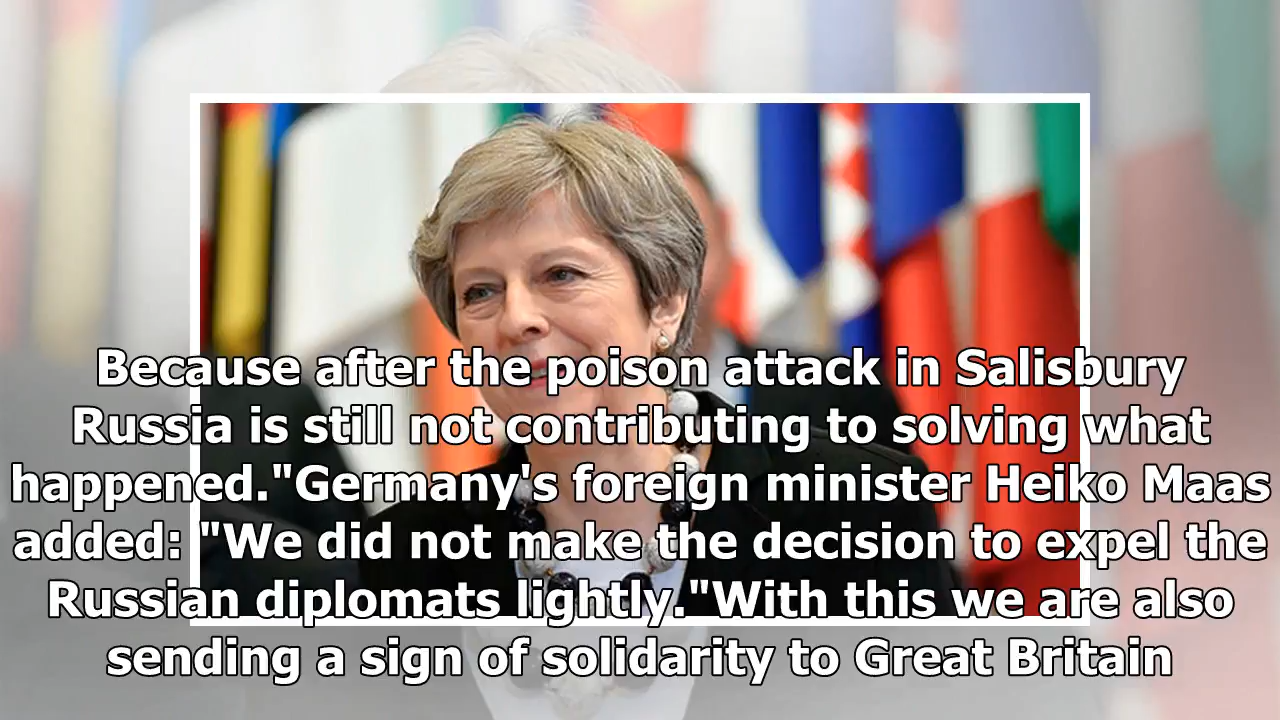 Because after the poison attack in Salisbury
Russia is still not contributing to solving what
happened."Germany's foreign minister Heiko Maas
added: "We did not make the decision to expel the
Russian diplomats lightly."With this we are also
sending a sign of solidarity to Great Britain